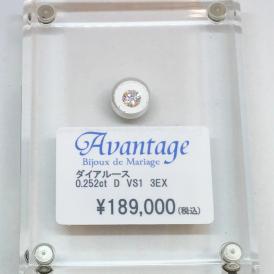 Avantage
Bijoux de Mariage
ダイアルース
0.252ct D VS1 3EX
¥189,000(税込)